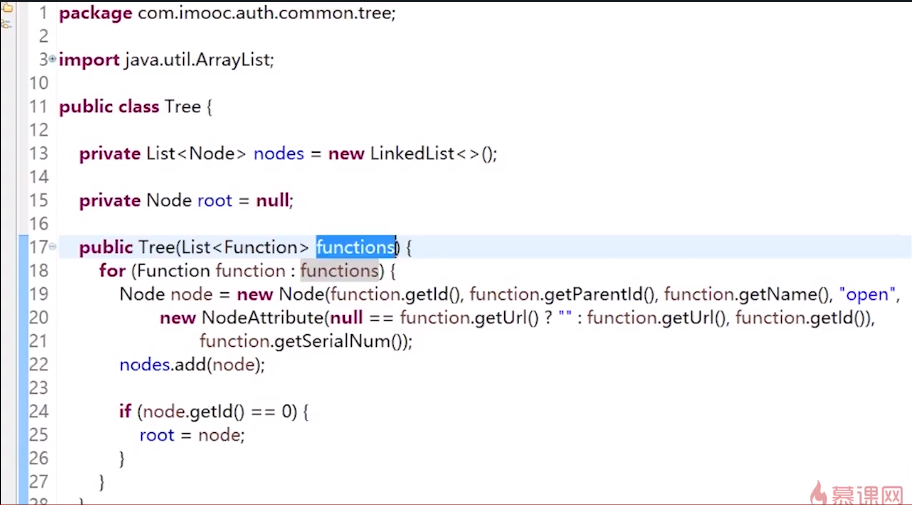 1 package com.imooc.auth.common.tree;
2
3 import java.util.ArrayList;
10
11 public class Tree {
12
13 private List<Node> nodes = new LinkedList<>();
14
15 private Node root = null;
16
17 public Tree(List<Function> functions) {
18 for (Function function : functions) {
19 Node node = new Node(function.getId(), function.getParentId(), function.getName(), "open",
20 new NodeAttribute(null == function.getUrl() ? "" : function.getUrl(), function.getId()),
21 function.getSerialNum());
22 nodes.add(node);
23
24 if (node.getId() == 0) {
25 root = node;
26 }
27 }
28 }
慕课网